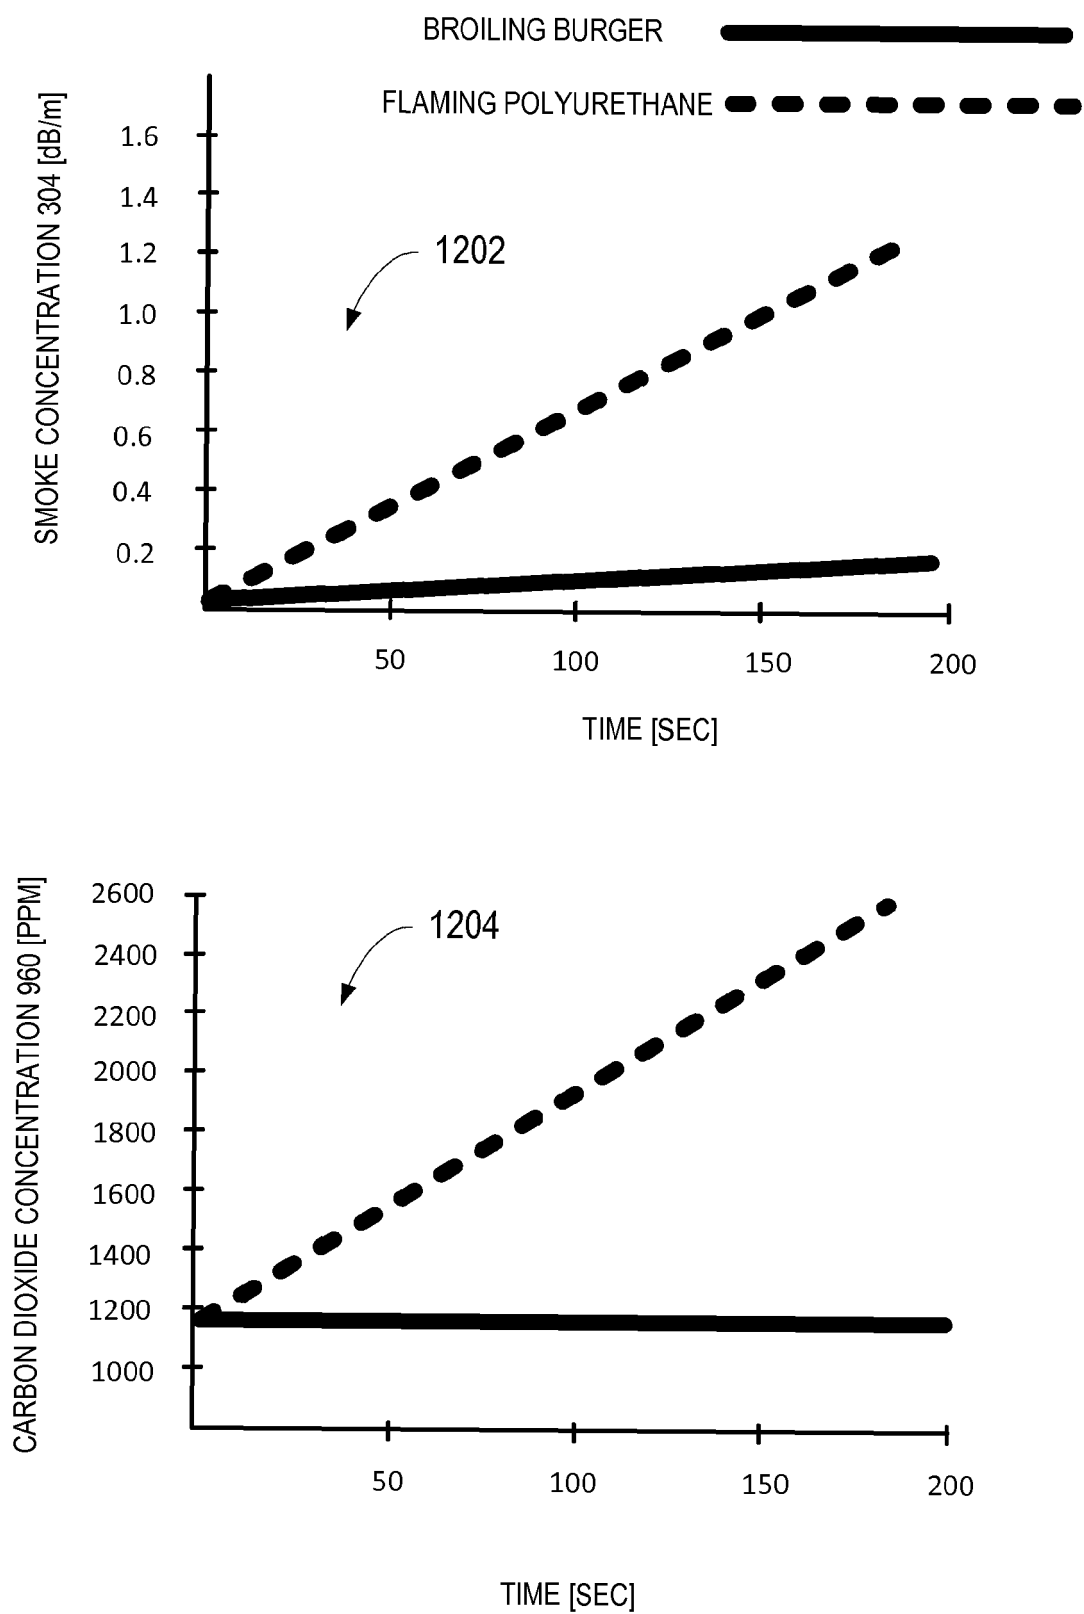 BROILING BURGER
FLAMING POLYURETHANE
SMOKE CONCENTRATION 304 [dB/m]
1.6
1.4
1.2
1.0
0.8
0.6
0.4
0.2
1202
50 100 150 200
TIME [SEC]
CARBON DIOXIDE CONCENTRATION 960 [PPM]
2600
2400
2200
2000
1800
1600
1400
1200
1000
1204
50 100 150 200
TIME [SEC]